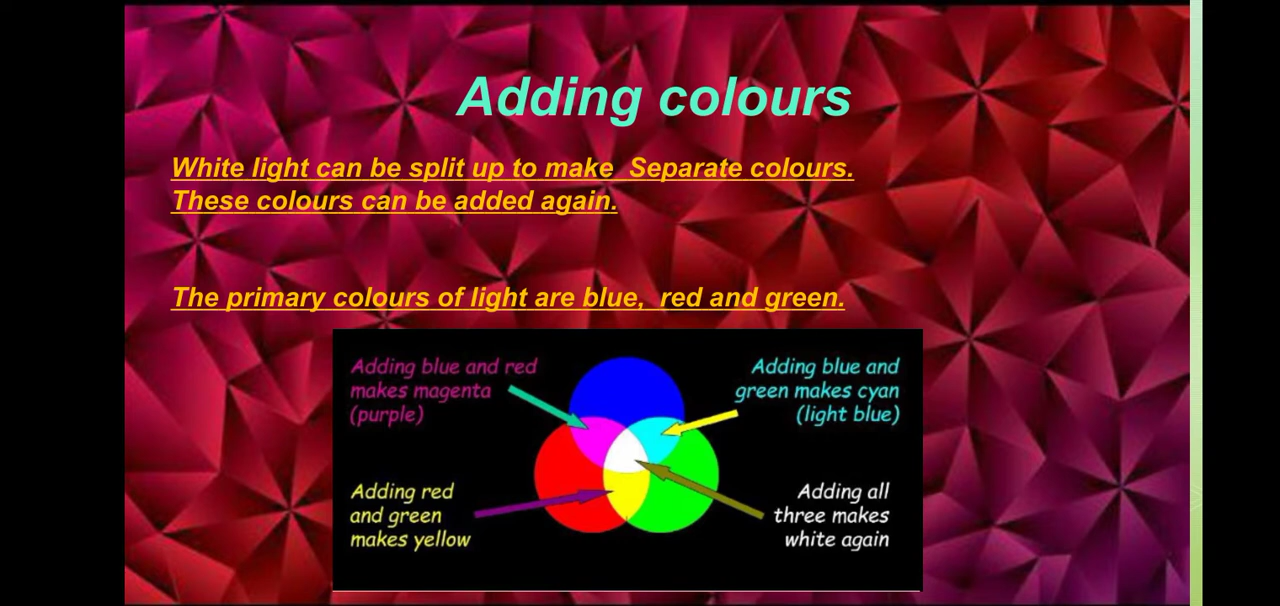 Adding colours
White light can be split up to make  Separate colours.
These colours can be added again.
The primary colours of light are blue,  red and green.
Adding blue and red
makes magenta
(purple)
Adding blue and
green makes cyan
(light blue)
Adding red
and green
makes yellow
Adding all
three makes
white again